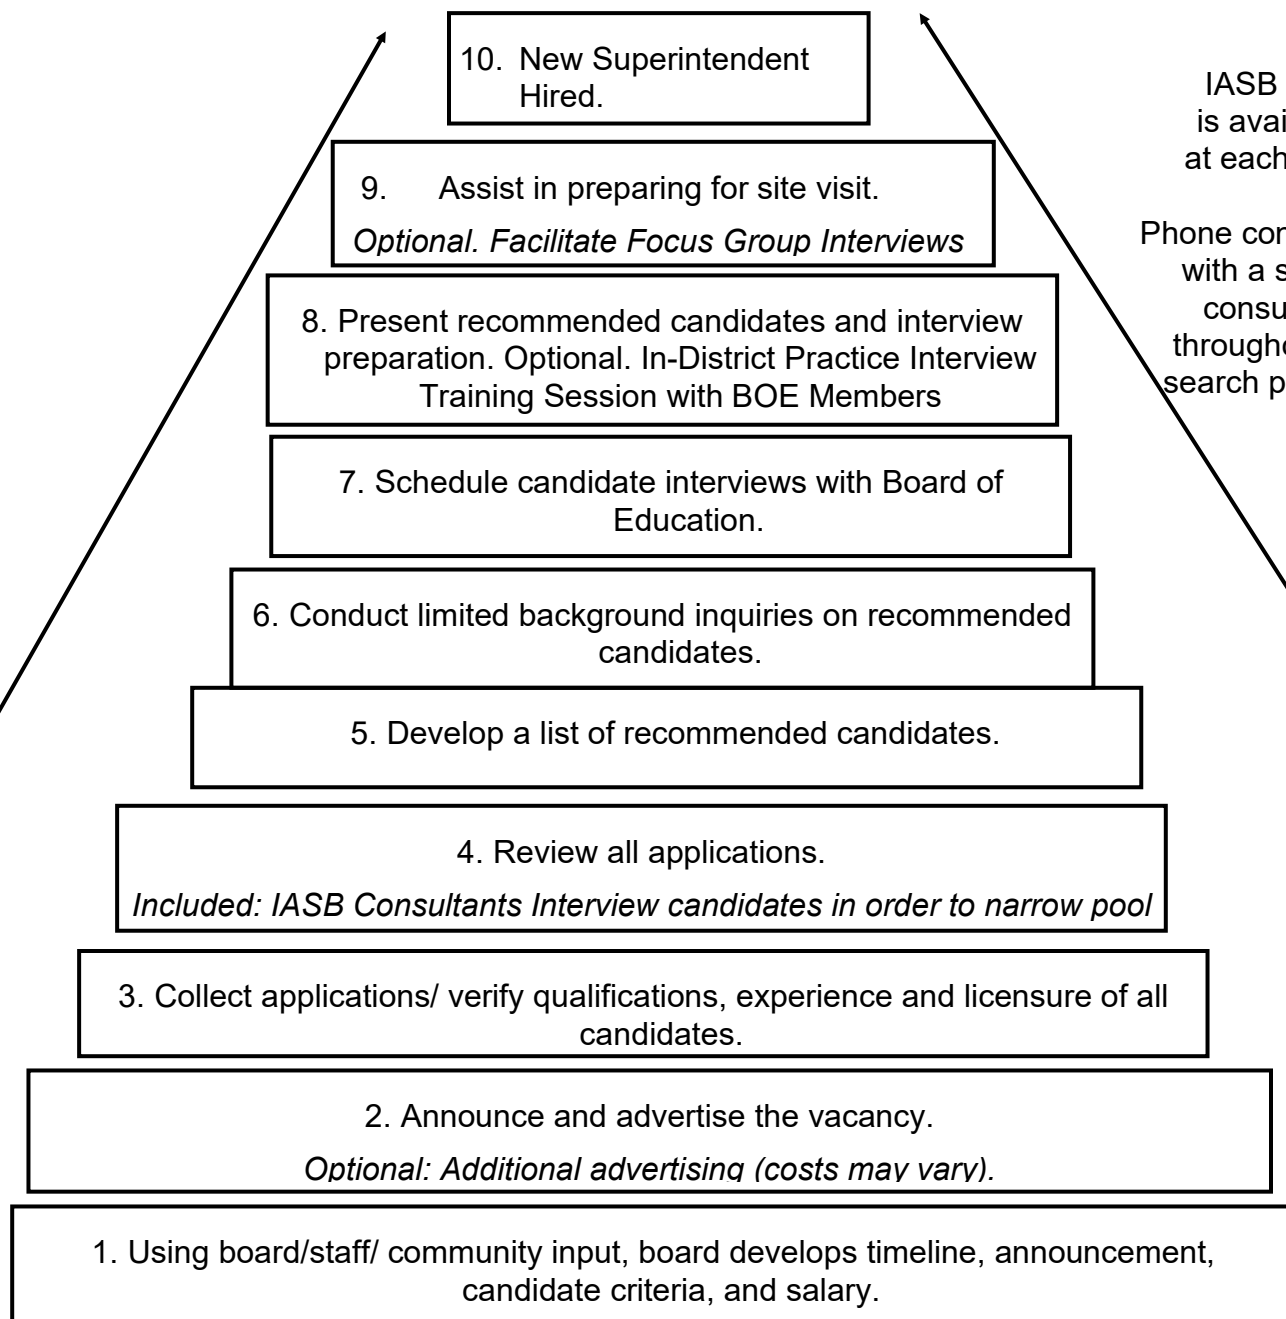 10. New Superintendent
Hired.
IASB
is
at each
9. Assist in preparing for site visit.
Optional. Facilitate Focus Group Interviews
Phone
with a
8. Present recommended candidates and interview
preparation. Optional. In-District Practice Interview
Training Session with BOE Members
search
7. Schedule candidate interviews with Board of
Education.
6. Conduct limited background inquiries on recommended
candidates.
5. Develop a list of recommended candidates.
4. Review all applications.
Included: IASB Consultants Interview candidates in order to narrow pool
3. Collect applications/ verify qualifications, experience and licensure of all
candidates.
2. Announce and advertise the vacancy.
Optional: Additional advertising (costs may vary).
1. Using board/staff/ community input, board develops timeline, announcement,
candidate criteria, and salary.